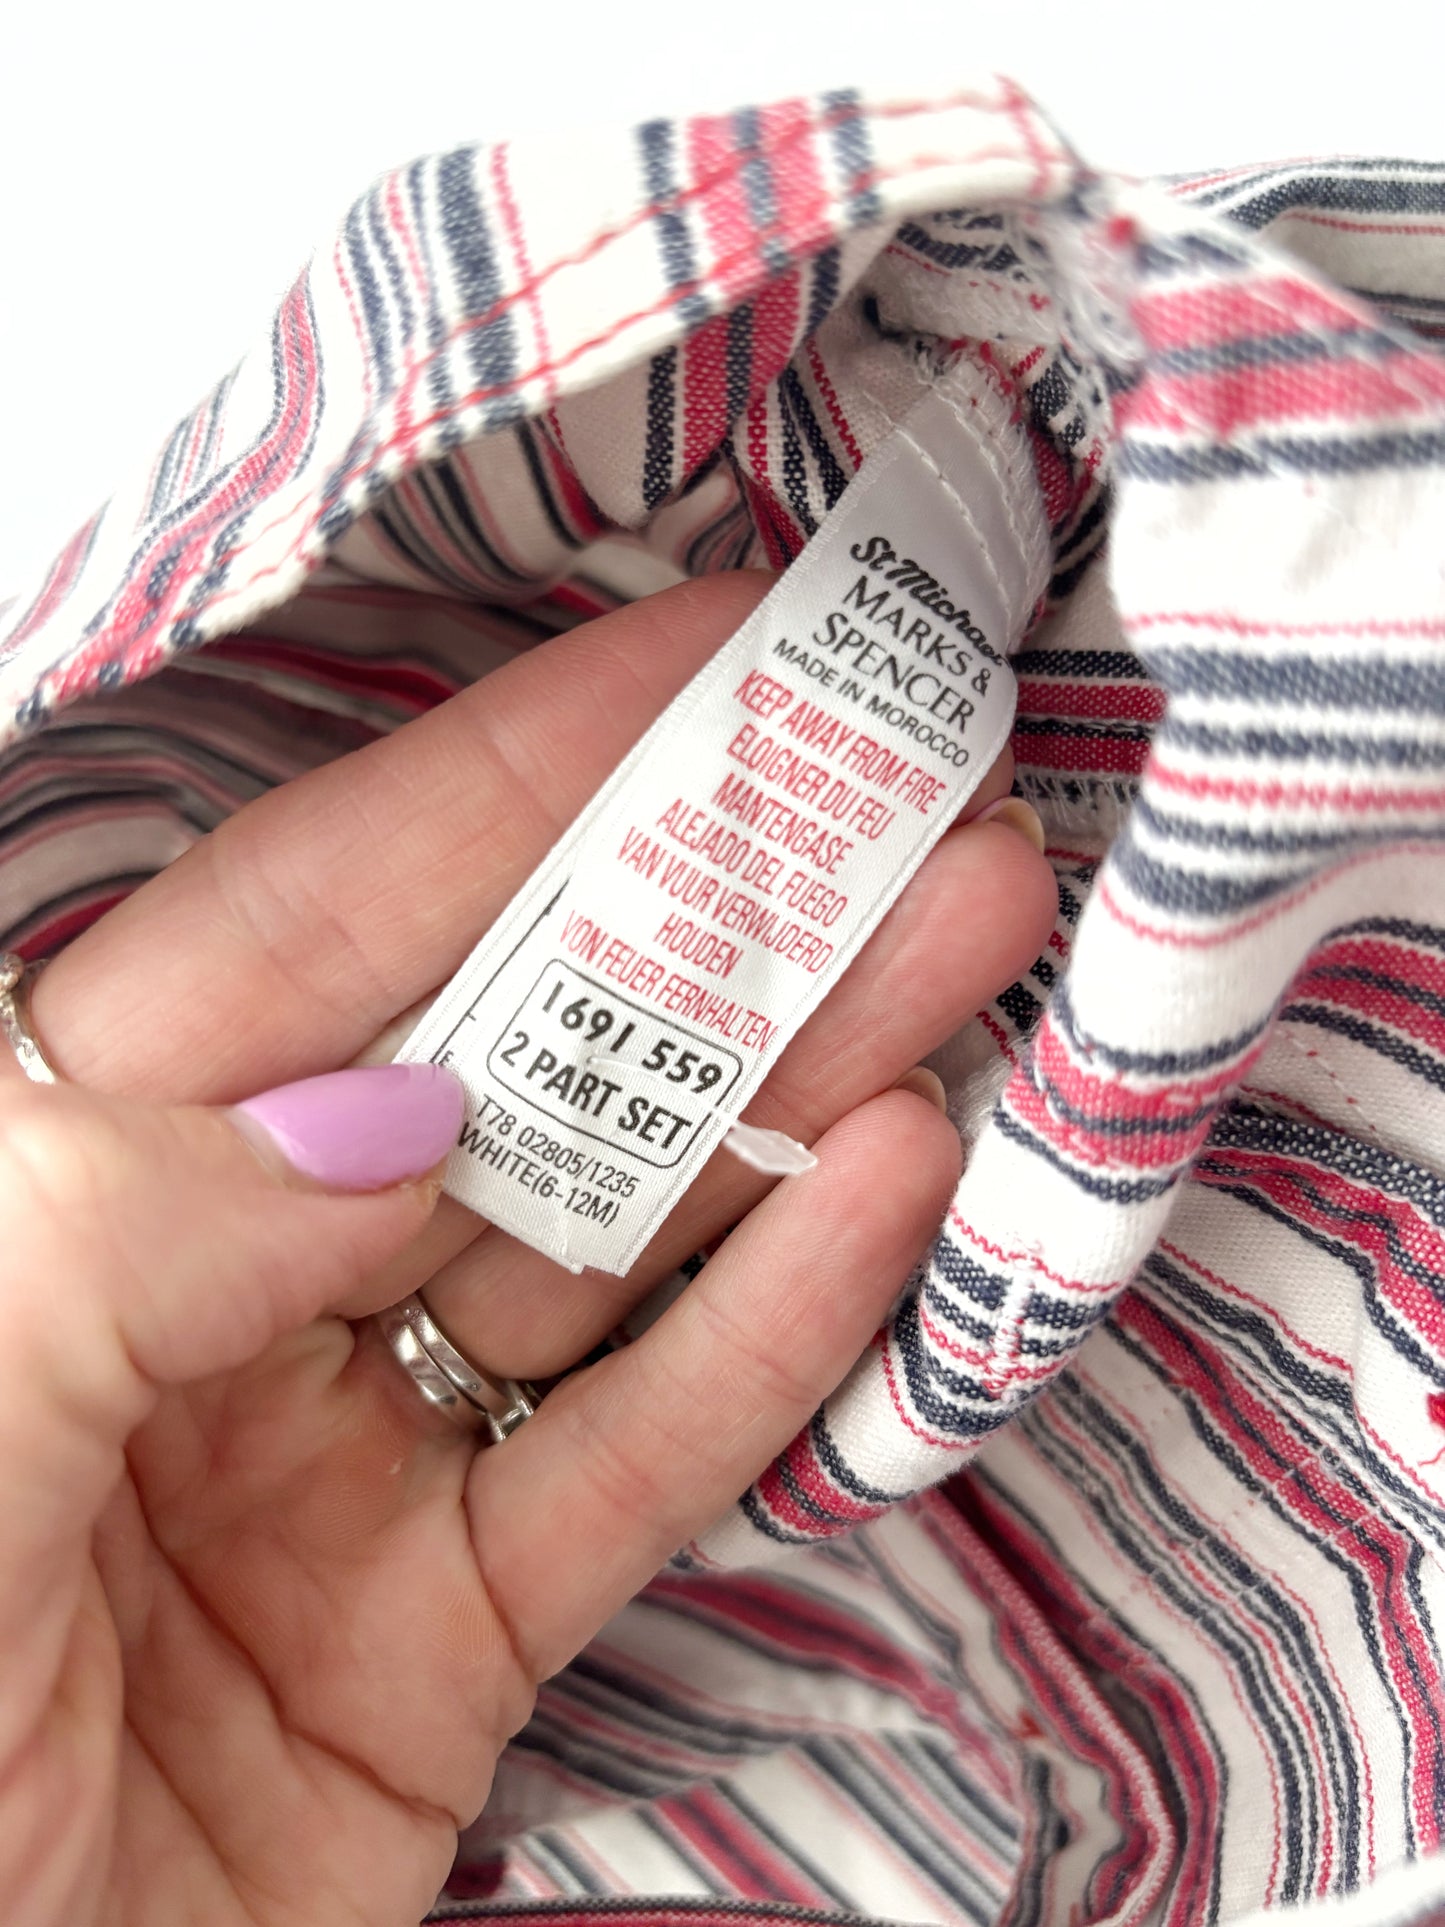 St Michael
MARKS &
SPENCER
MADE IN MOROCCO
KEEP AWAY FROM FIRE
ELOIGNER DU FEU
MANTENGASE
ALEJADO DEL FUEGO
VAN VUUR VERWIJDERD
HOUDEN
VON FEUER FERNHALTEN
1691 559
2 PART SET
T78 02805/1235
WHITE(6-12M)